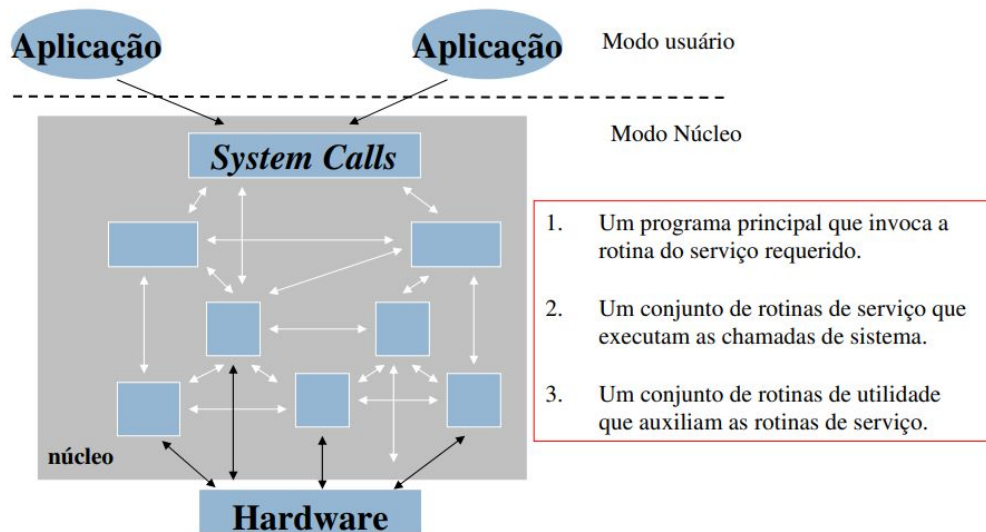 Aplicação
Aplicação
Modo usuário
Modo Núcleo
System Calls
1. Um programa principal que invoca a
rotina do serviço requerido.
2. Um conjunto de rotinas de serviço que
executam as chamadas de sistema.
3. Um conjunto de rotinas de utilidade
que auxiliam as rotinas de serviço.
núcleo
Hardware